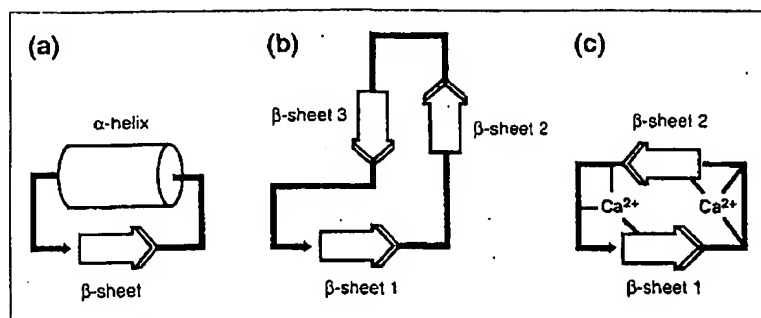 (a)
α-helix
β-sheet
(b)
β-sheet 3
β-sheet 2
β-sheet 1
(c)
β-sheet 2
Ca2+
Ca2+
β-sheet 1